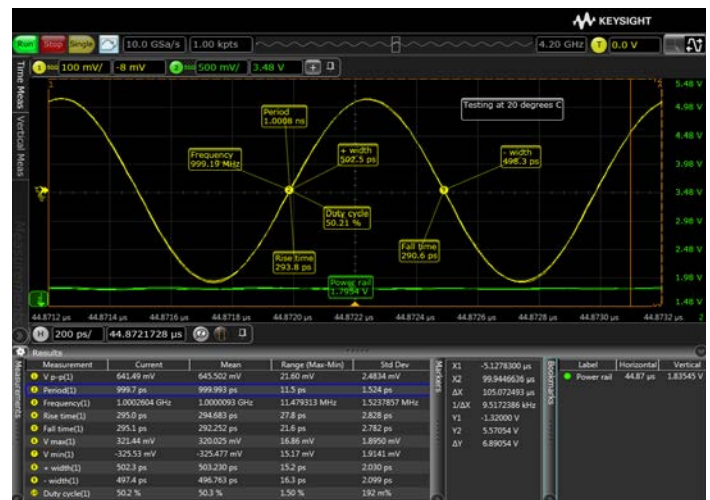 KEYSIGHT
Run Stop Single 10.0 GSa/s 1.00 kpts 4.20 GHz T 0.0 V
1 50Ω 100 mV/ -8 mV 2 50Ω 500 mV/ 3.48 V +
Time Meas
Vertical Meas
Measurements
5.48 V
4.98 V
4.48 V
3.98 V
3.48 V
2.98 V
2.48 V
1.98 V
1.48 V
Testing at 20 degrees C
Period
1.0008 ns
Frequency
999.19 MHz
+ width
502.5 ps
- width
498.3 ps
Duty cycle
50.21 %
Rise time
293.8 ps
Fall time
290.6 ps
Power rail
1.7954 V
44.8712 µs 44.8714 µs 44.8716 µs 44.8718 µs 44.8720 µs 44.8722 µs 44.8724 µs 44.8726 µs 44.8728 µs 44.8730 µs 44.8732 µs 2
H 200 ps/ 44.8721728 µs
Results
Measurements
Measurement Current Mean Range (Max-Min) Std Dev
V p-p(1) 641.49 mV 645.502 mV 21.60 mV 2.4834 mV
Period(1) 999.7 ps 999.993 ps 11.5 ps 1.524 ps
Frequency(1) 1.0002604 GHz 1.0000093 GHz 11.479313 MHz 1.5237857 MHz
Rise time(1) 295.0 ps 294.683 ps 27.8 ps 2.828 ps
Fall time(1) 295.1 ps 292.252 ps 21.6 ps 2.782 ps
V max(1) 321.44 mV 320.025 mV 16.86 mV 1.8950 mV
V min(1) -325.53 mV -325.477 mV 15.17 mV 1.9141 mV
+ width(1) 502.3 ps 503.230 ps 15.2 ps 2.030 ps
- width(1) 497.4 ps 496.763 ps 16.3 ps 2.099 ps
Duty cycle(1) 50.2 % 50.3 % 1.50 % 192 m%
Markers
X1 -5.1278300 µs
X2 99.9446636 µs
ΔX 105.072493 µs
1/ΔX 9.5172386 kHz
Y1 -1.32000 V
Y2 5.57054 V
ΔY 6.89054 V
Bookmarks
Label Horizontal Vertical
Power rail 44.87 µs 1.83545 V